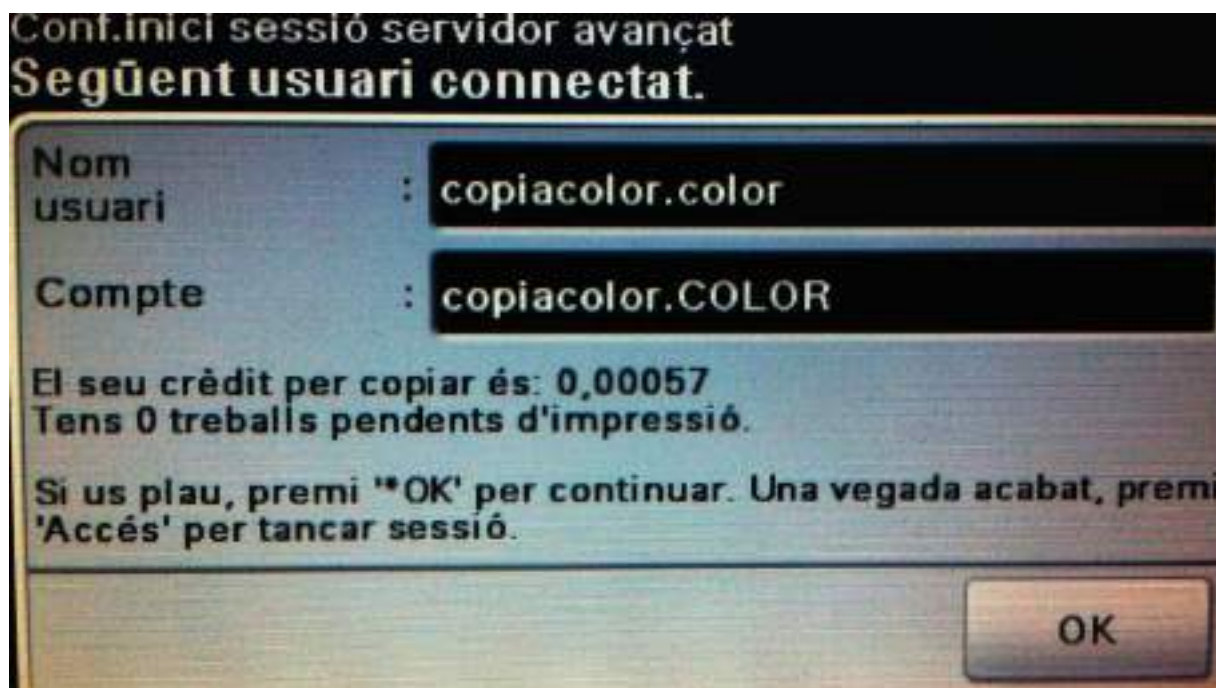 Conf.inici sessió servidor avançat
Següent usuari connectat.
Nom
usuari
: copiacolor.color
Compte : copiacolor.COLOR
El seu crèdit per copiar és: 0,00057
Tens 0 treballs pendents d'impressió.
Si us plau, premi '*OK' per continuar. Una vegada acabat, premi
'Accés' per tancar sessió.
OK